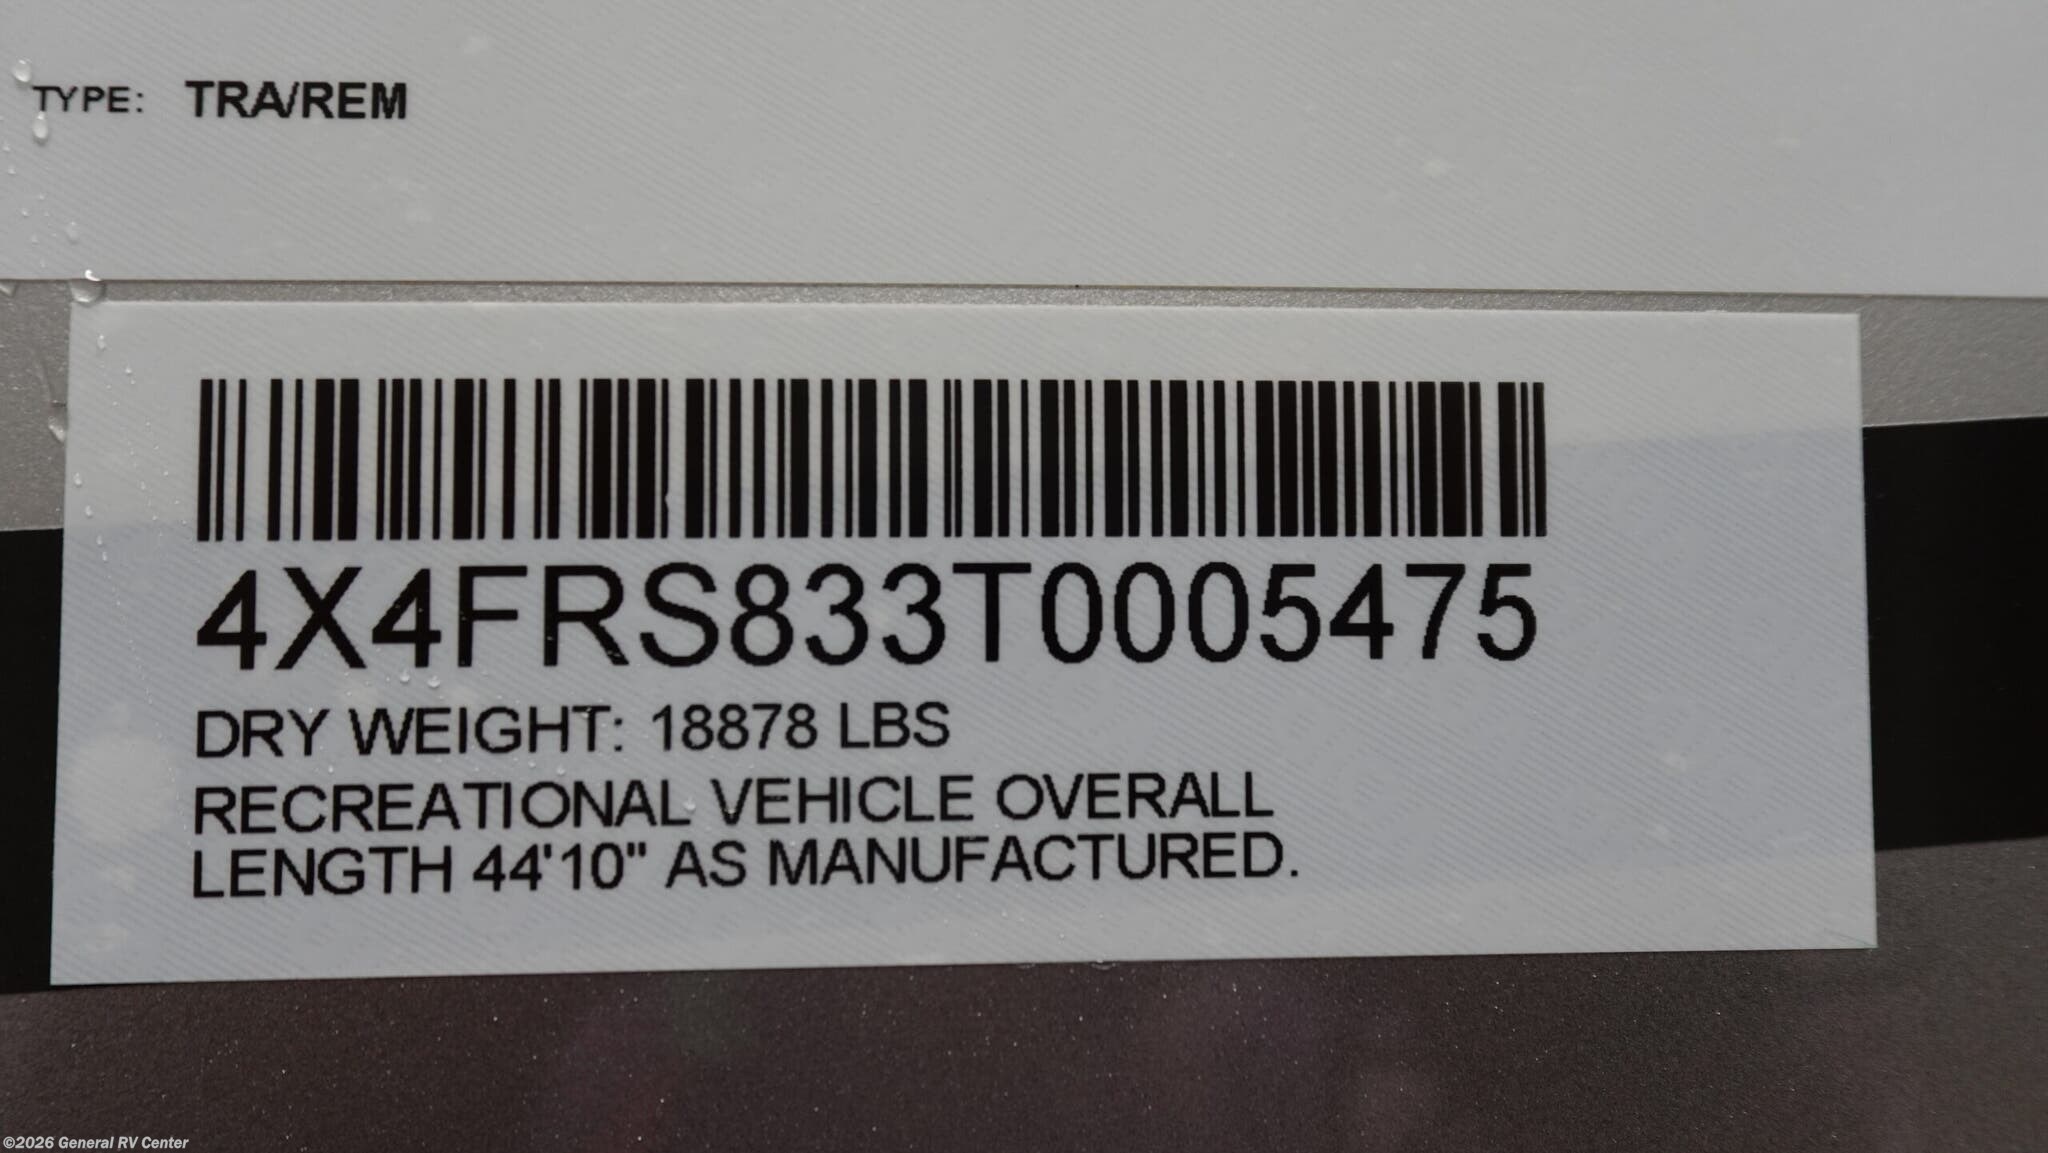 TYPE: TRA/REM
4X4FRS833T0005475
DRY WEIGHT: 18878 LBS
RECREATIONAL VEHICLE OVERALL
LENGTH 44'10" AS MANUFACTURED.
©2026 General RV Center